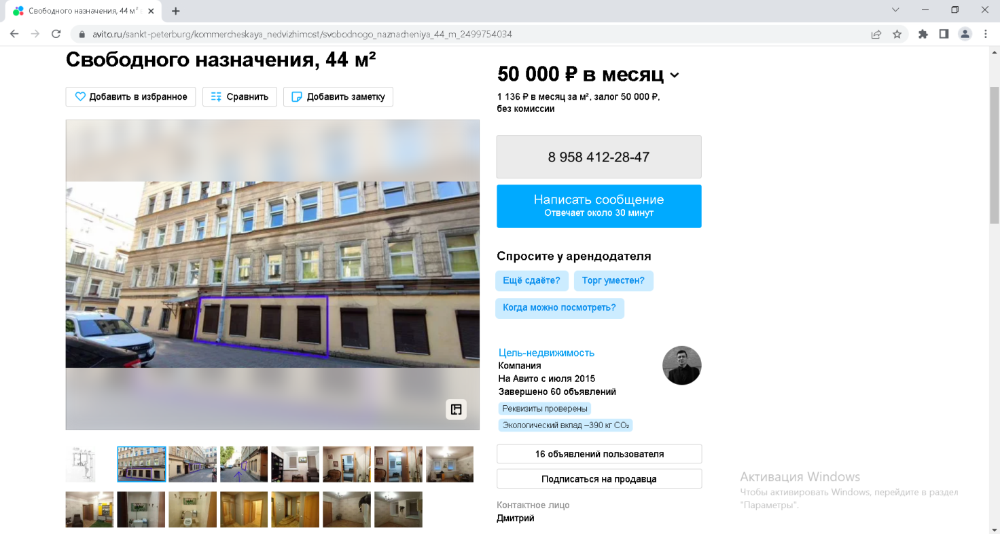 Свободного назначения, 44 м²
avito.ru/sankt-peterburg/kommercheskaya_nedvizhimost/svobodnogo_naznacheniya_44_m_2499754034
Свободного назначения, 44 м²
Добавить в избранное
Сравнить
Добавить заметку
50 000 ₽ в месяц
1 136 ₽ в месяц за м², залог 50 000 ₽,
без комиссии
8 958 412-28-47
Написать сообщение
Отвечает около 30 минут
Спросите у арендодателя
Ещё сдаёте?
Торг уместен?
Когда можно посмотреть?
Цель-недвижимость
Компания
На Авито с июля 2015
Завершено 60 объявлений
Реквизиты проверены
Экологический вклад –390 кг CO₂
16 объявлений пользователя
Подписаться на продавца
Контактное лицо
Дмитрий
Активация Windows
Чтобы активировать Windows, перейдите в раздел
"Параметры".